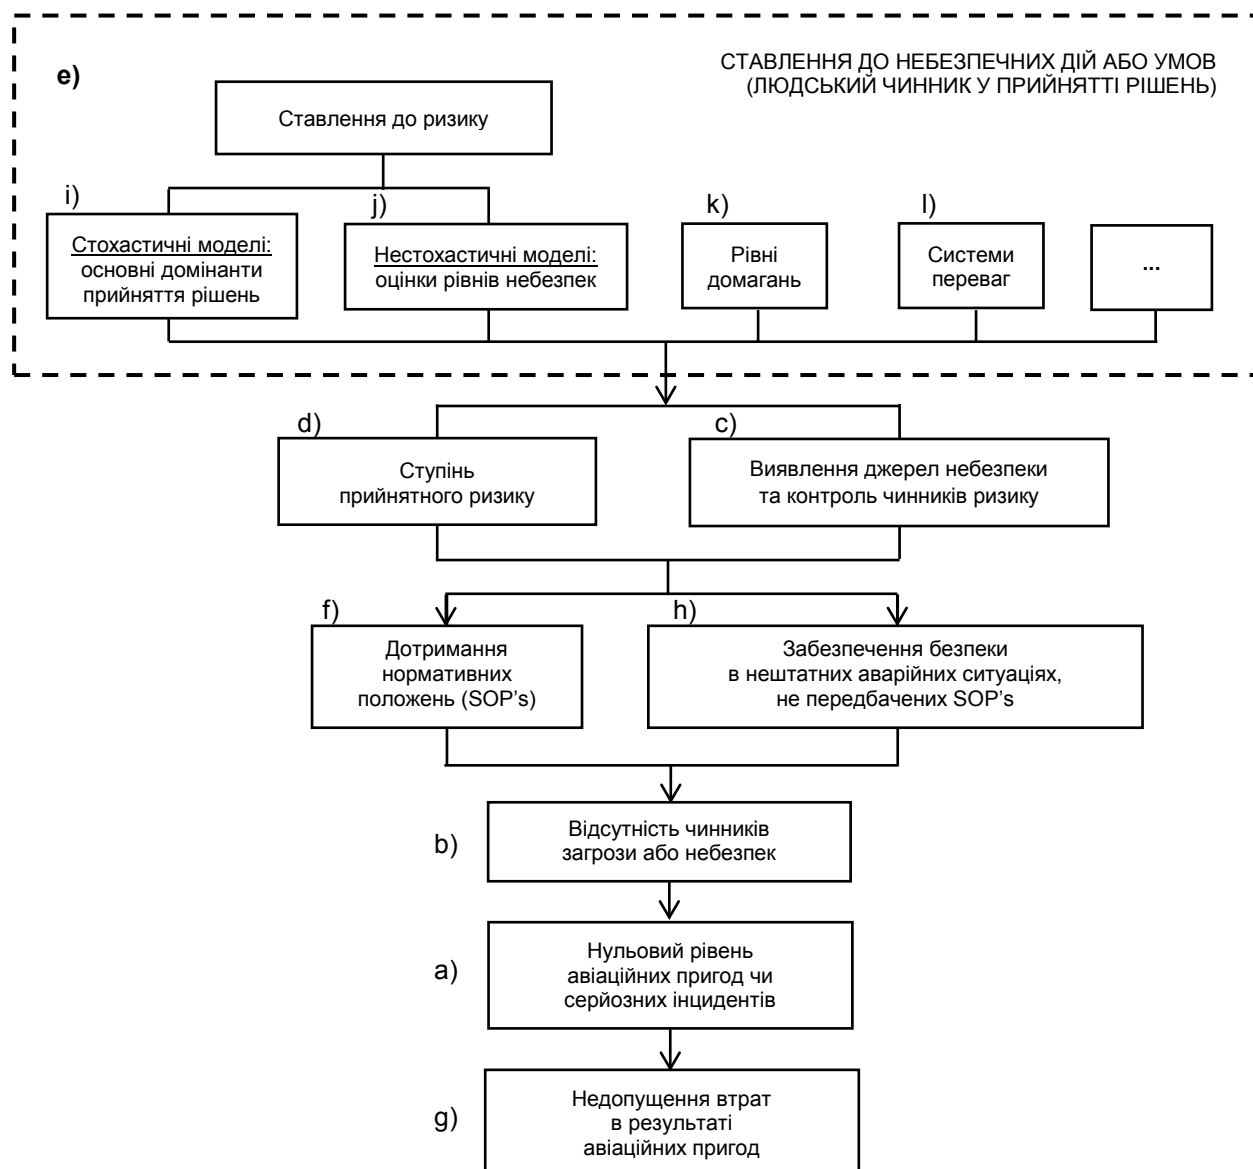 e)
СТАВЛЕННЯ ДО НЕБЕЗПЕЧНИХ ДІЙ АБО УМОВ
(ЛЮДСЬКИЙ ЧИННИК У ПРИЙНЯТТІ РІШЕНЬ)
Ставлення до ризику
i)
Стохастичні моделі:
основні домінанти
прийняття рішень
j)
Нестохастичні моделі:
оцінки рівнів небезпек
k)
Рівні
домагань
l)
Системи
переваг
...
d)
Ступінь
прийнятного ризику
c)
Виявлення джерел небезпеки
та контроль чинників ризику
f)
Дотримання
нормативних
положень (SOP's)
h)
Забезпечення безпеки
в нештатних аварійних ситуаціях,
не передбачених SOP's
b)
Відсутність чинників
загрози або небезпек
a)
Нульовий рівень
авіаційних пригод чи
серйозних інцидентів
g)
Недопущення втрат
в результаті
авіаційних пригод